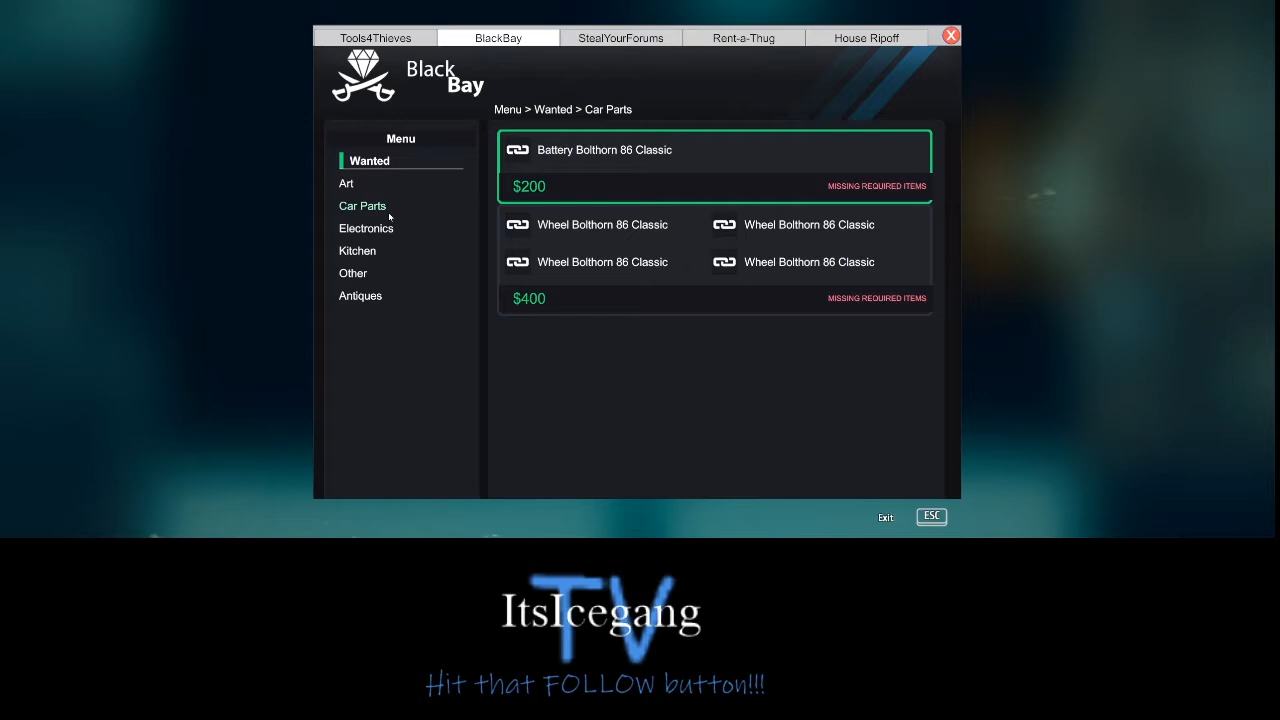 Tools4Thieves BlackBay StealYourForums Rent-a-Thug House Ripoff X
Black
Bay
Menu > Wanted > Car Parts
Menu
Wanted
Art
Car Parts
Electronics
Kitchen
Other
Antiques
Battery Bolthorn 86 Classic
$200 MISSING REQUIRED ITEMS
Wheel Bolthorn 86 Classic Wheel Bolthorn 86 Classic
Wheel Bolthorn 86 Classic Wheel Bolthorn 86 Classic
$400 MISSING REQUIRED ITEMS
Exit ESC
TV
ItsIcegang
Hit that FOLLOW button!!!